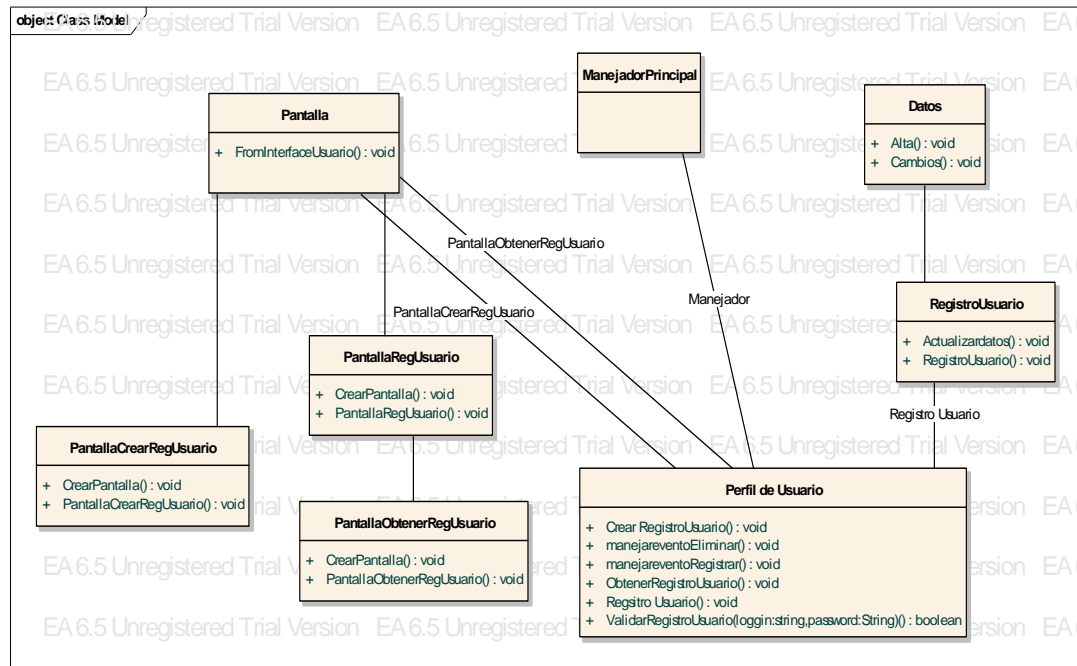 object Class Model
EA 6.5 Unregistered Trial Version
ManejadorPrincipal
Pantalla
+ FromInterfaceUsuario() : void
Datos
+ Alta() : void
+ Cambios() : void
PantallaObtenerRegUsuario
Manejador
PantallaCrearRegUsuario
RegistroUsuario
+ Actualizardatos() : void
+ RegistroUsuario() : void
PantallaRegUsuario
+ CrearPantalla() : void
+ PantallaRegUsuario() : void
Registro Usuario
PantallaCrearRegUsuario
+ CrearPantalla() : void
+ PantallaCrearRegUsuario() : void
PantallaObtenerRegUsuario
+ CrearPantalla() : void
+ PantallaObtenerRegUsuario() : void
Perfil de Usuario
+ Crear RegistroUsuario() : void
+ manejareventoEliminar() : void
+ manejareventoRegistrar() : void
+ ObtenerRegistroUsuario() : void
+ Regsitro Usuario() : void
+ ValidarRegistroUsuario(loggin:string,password:String)() : boolean